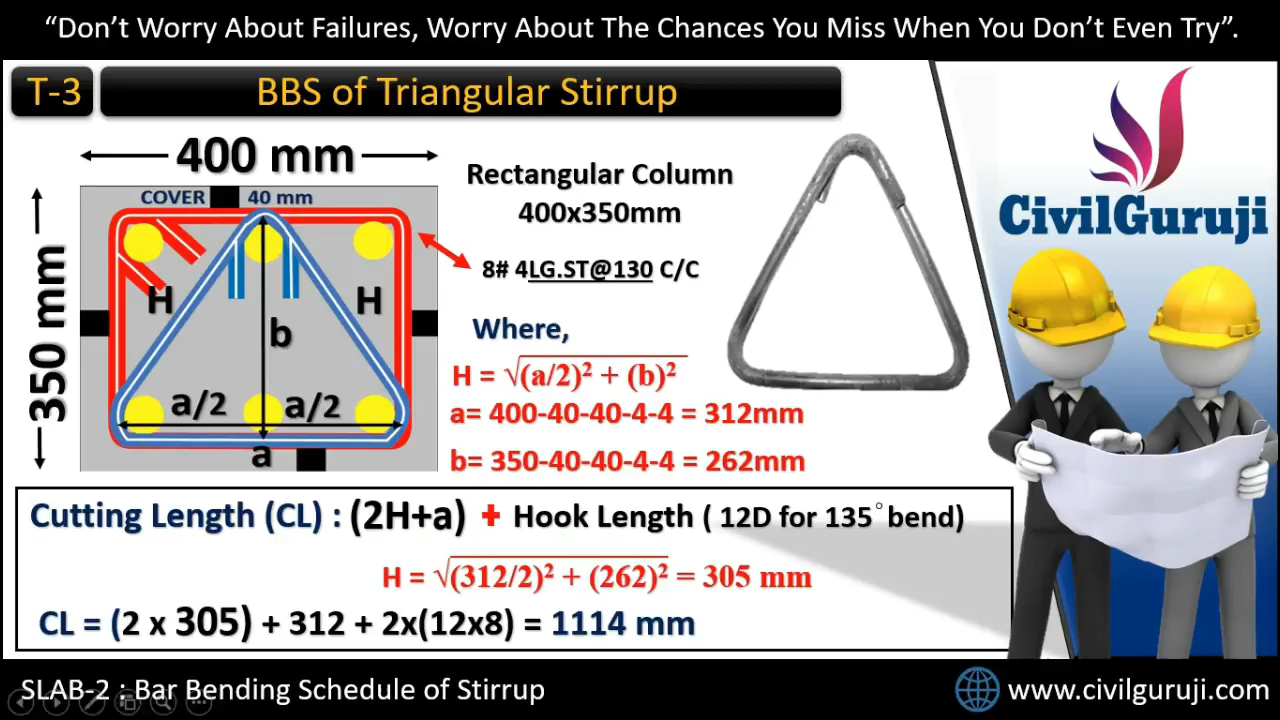 “Don’t Worry About Failures, Worry About The Chances You Miss When You Don’t Even Try”.
T-3
BBS of Triangular Stirrup
400 mm
COVER 40 mm
350 mm
H
H
b
a/2
a/2
a
Rectangular Column
400x350mm
8# 4LG.ST@130 C/C
Where,
H = √(a/2)² + (b)²
a= 400-40-40-4-4 = 312mm
b= 350-40-40-4-4 = 262mm
CivilGuruji
Cutting Length (CL) : (2H+a) + Hook Length ( 12D for 135° bend)
H = √(312/2)² + (262)² = 305 mm
CL = (2 x 305) + 312 + 2x(12x8) = 1114 mm
SLAB-2 : Bar Bending Schedule of Stirrup
www.civilguruji.com